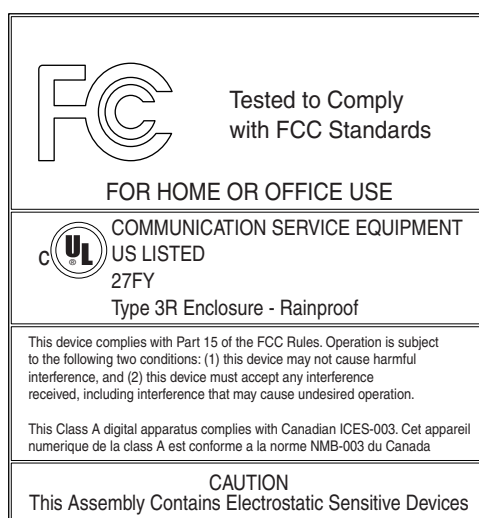 FC
Tested to Comply
with FCC Standards
FOR HOME OR OFFICE USE
COMMUNICATION SERVICE EQUIPMENT
C UL ® US LISTED
27FY
Type 3R Enclosure - Rainproof
This device complies with Part 15 of the FCC Rules. Operation is subject
to the following two conditions: (1) this device may not cause harmful
interference, and (2) this device must accept any interference
received, including interference that may cause undesired operation.
This Class A digital apparatus complies with Canadian ICES-003. Cet appareil
numerique de la class A est conforme a la norme NMB-003 du Canada
CAUTION
This Assembly Contains Electrostatic Sensitive Devices